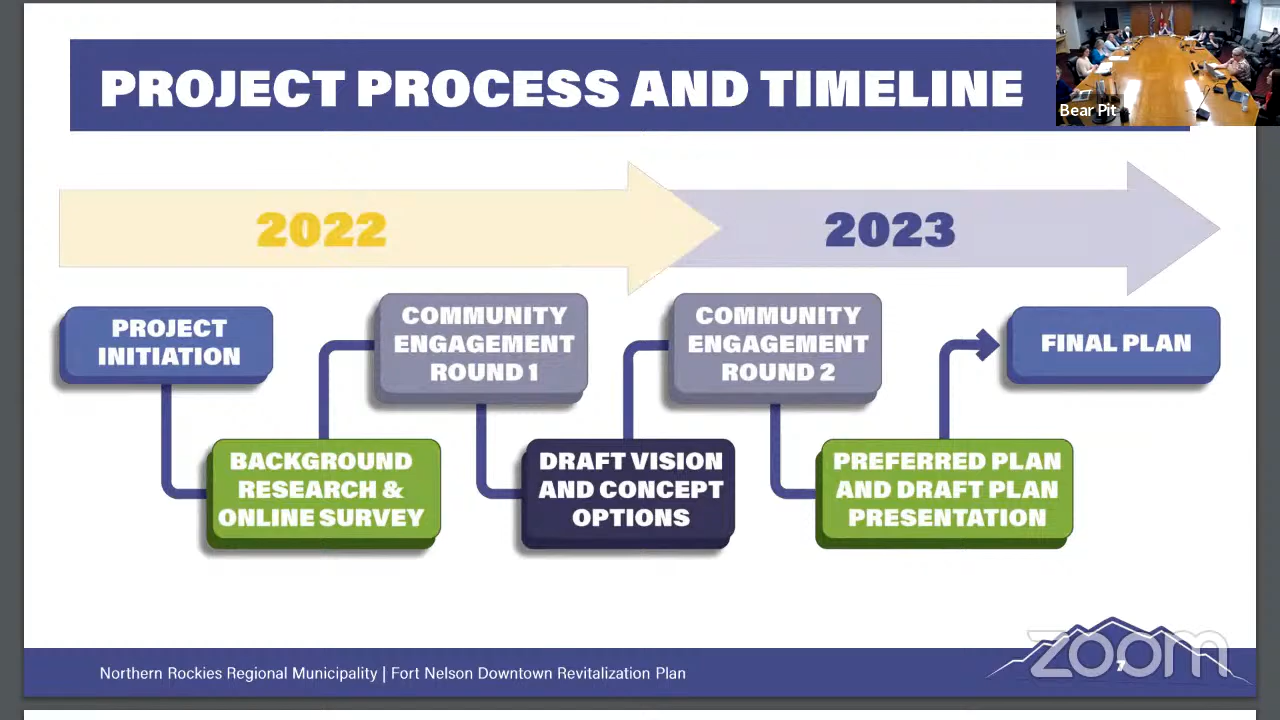 PROJECT PROCESS AND TIMELINE
Bear Pit
2022
2023
PROJECT
INITIATION
COMMUNITY
ENGAGEMENT
ROUND 1
COMMUNITY
ENGAGEMENT
ROUND 2
FINAL PLAN
BACKGROUND
RESEARCH &
ONLINE SURVEY
DRAFT VISION
AND CONCEPT
OPTIONS
PREFERRED PLAN
AND DRAFT PLAN
PRESENTATION
Northern Rockies Regional Municipality | Fort Nelson Downtown Revitalization Plan
7
zoom